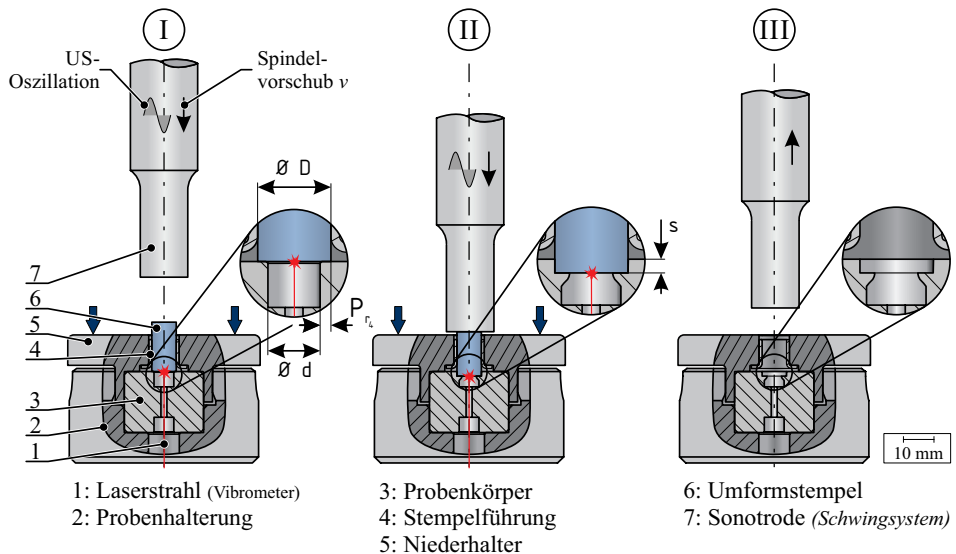 I
II
III
US-
Oszillation
Spindel-
vorschub v
Ø D
s
7
6
5
4
3
2
1
P r₄
Ø d
10 mm
1: Laserstrahl (Vibrometer)
2: Probenhalterung
3: Probenkörper
4: Stempelführung
5: Niederhalter
6: Umformstempel
7: Sonotrode (Schwingsystem)